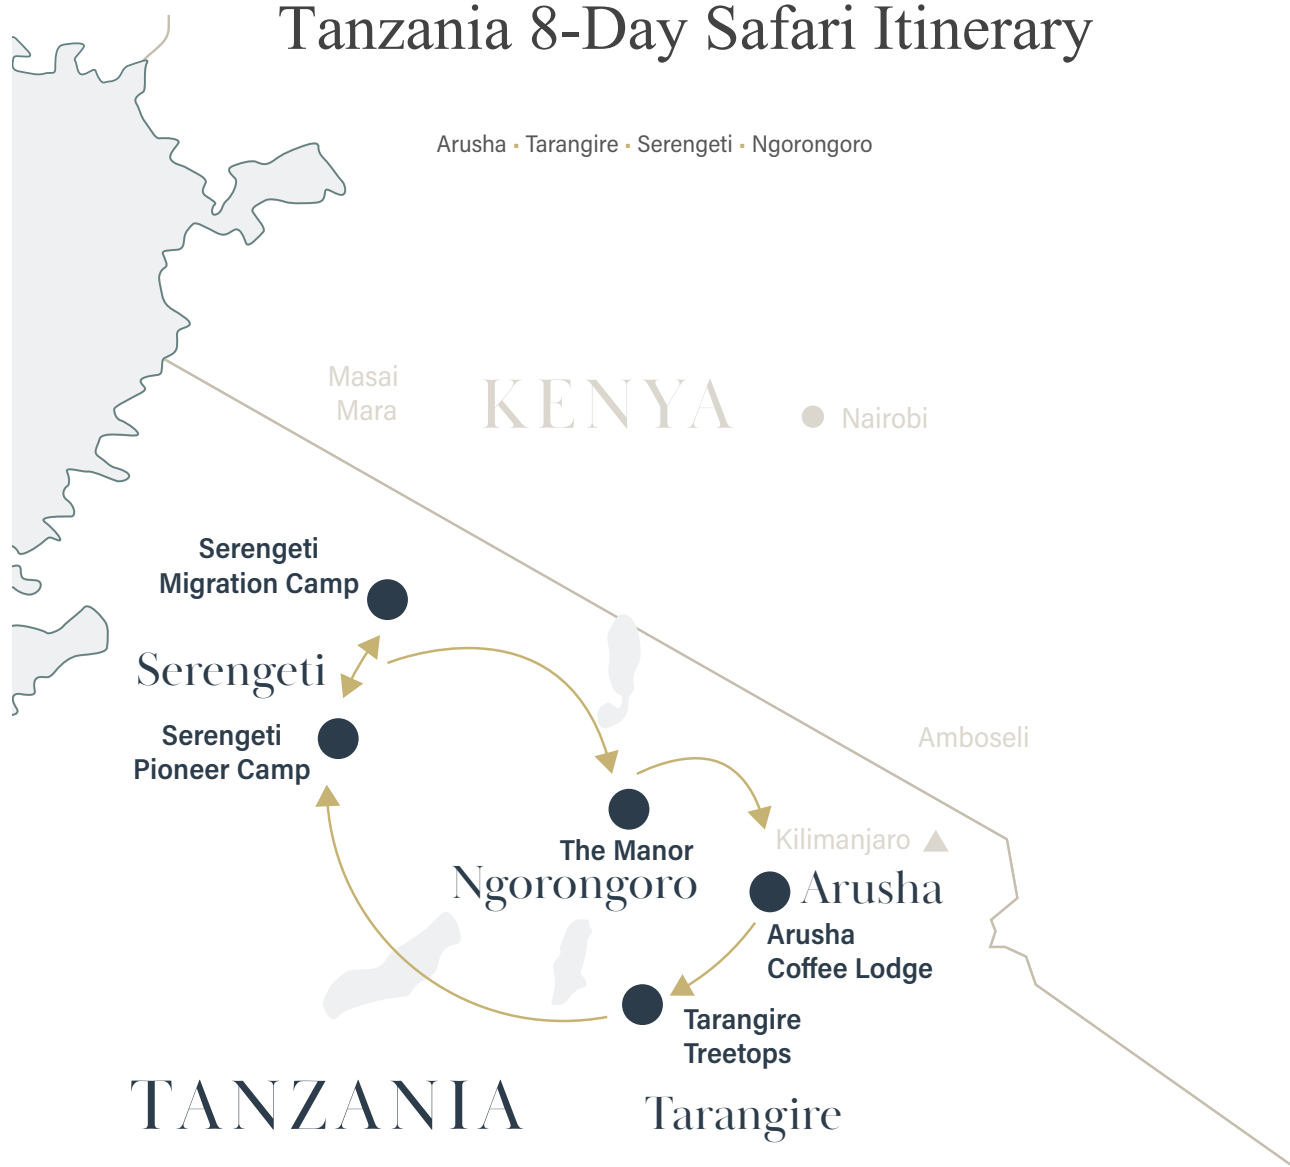 Tanzania 8-Day Safari Itinerary
Arusha · Tarangire · Serengeti · Ngorongoro
Masai
Mara
KENYA
Nairobi
Serengeti
Migration Camp
Serengeti
Serengeti
Pioneer Camp
Amboseli
Kilimanjaro
The Manor
Ngorongoro
Arusha
Arusha
Coffee Lodge
Tarangire
Treetops
TANZANIA
Tarangire